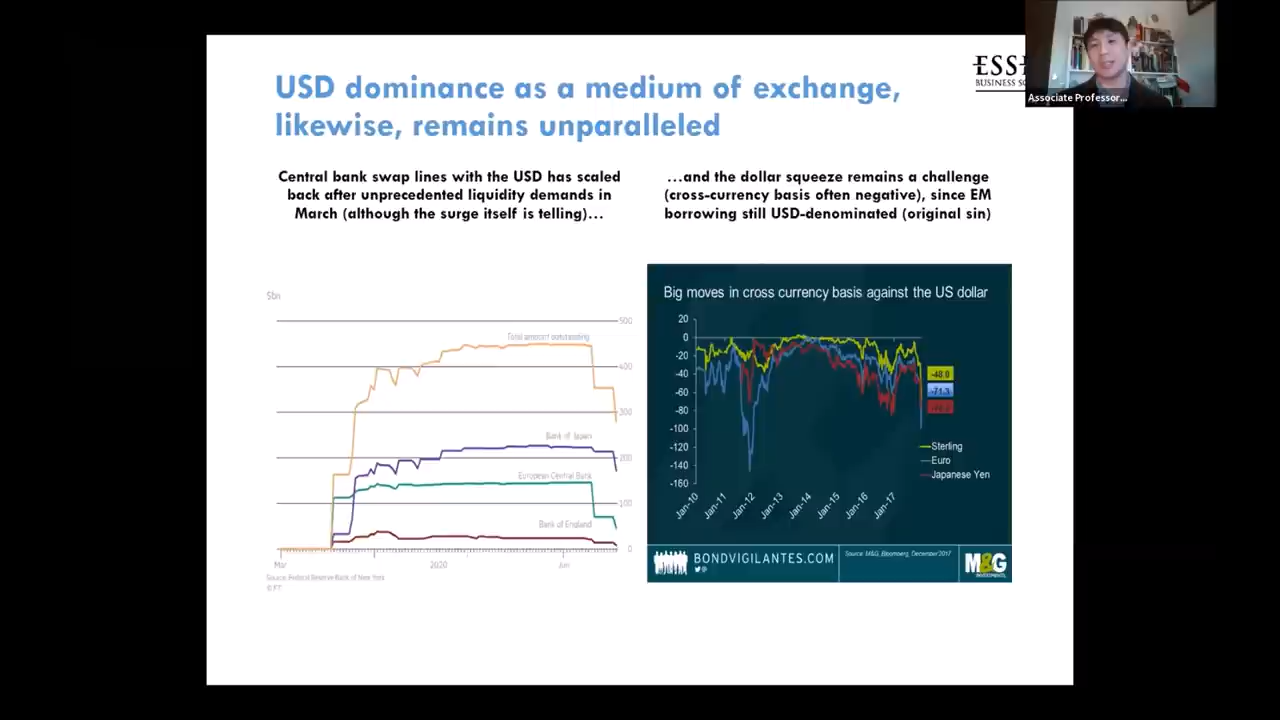 USD dominance as a medium of exchange,
likewise, remains unparalleled
BUSINESS
Associate Professor...
Central bank swap lines with the USD has scaled
back after unprecedented liquidity demands in
March (although the surge itself is telling)...
…and the dollar squeeze remains a challenge
(cross-currency basis often negative), since EM
borrowing still USD-denominated (original sin)
$bn
500
Total amount outstanding
400
300
Bank of Japan
200
European Central Bank
100
Bank of England
0
Mar
2020
Jun
Source: Federal Reserve Bank of New York
© FT
Big moves in cross currency basis against the US dollar
20
0
-20
-40
-60
-80
-100
-120
-140
-160
-48.0
Sterling
Euro
Japanese Yen
Jan-10
Jan-11
Jan-12
Jan-13
Jan-14
Jan-15
Jan-16
Jan-17
BONDVIGILANTES.COM
Source: M&G, Bloomberg, December 2017
M&G
INVESTMENTS